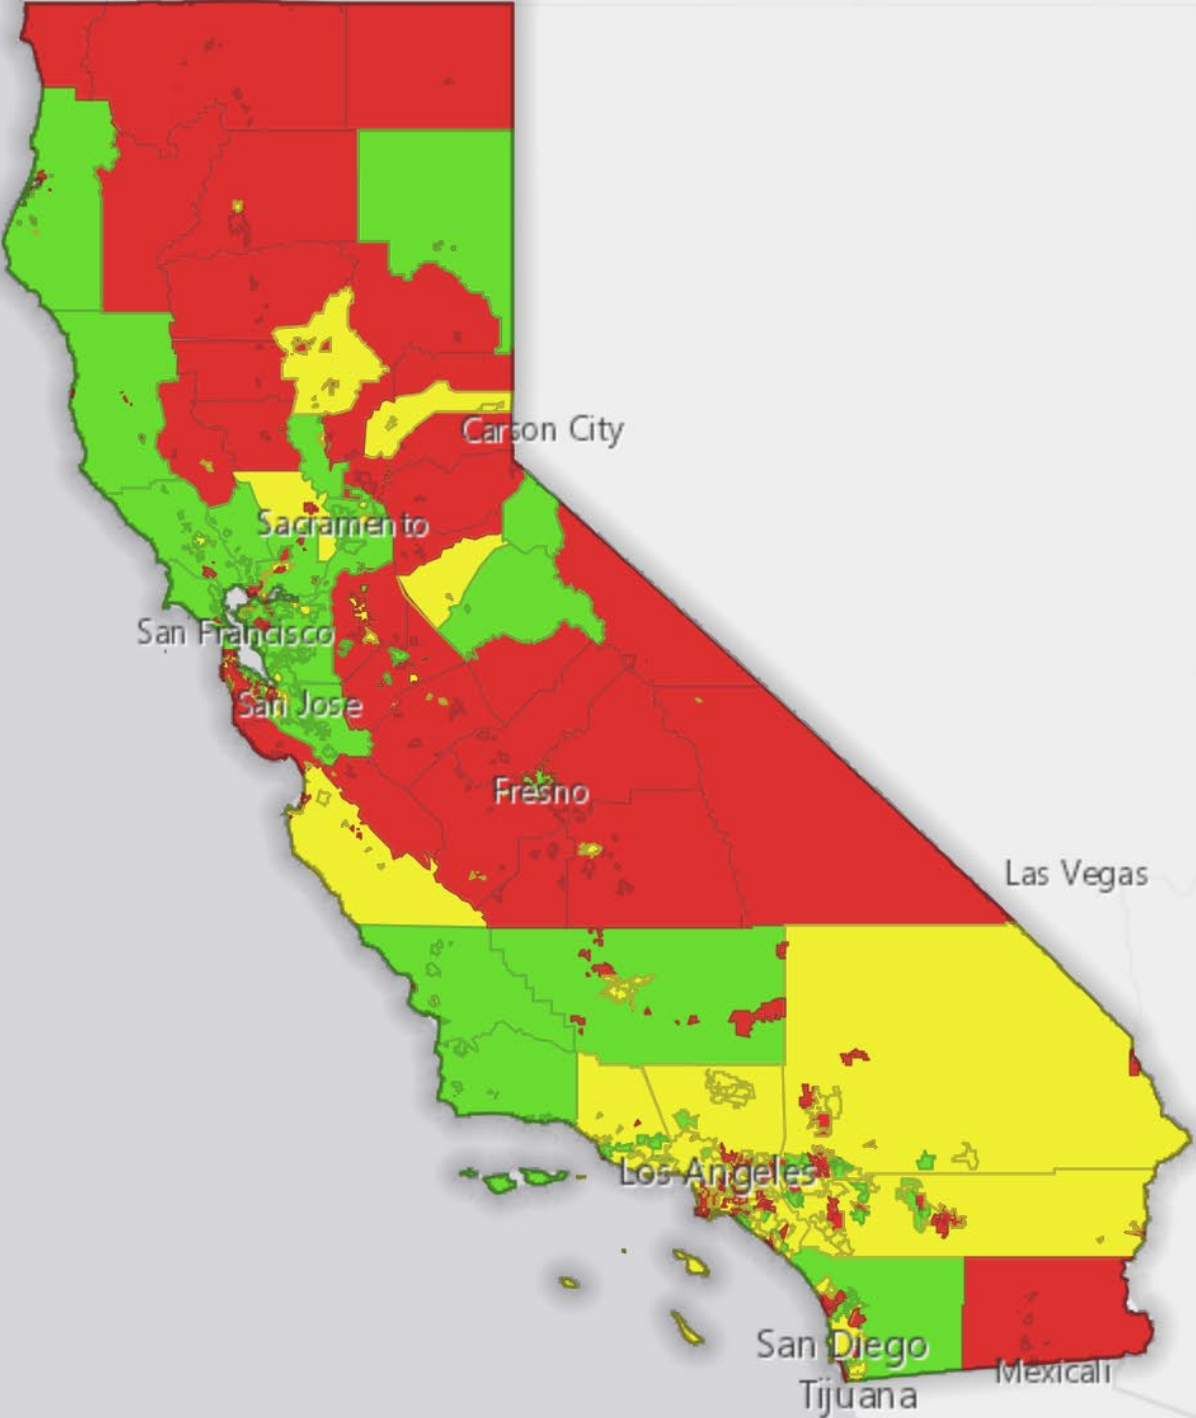 Carson City
Sacramento
San Francisco
San Jose
Fresno
Las Vegas
Los Angeles
San Diego
Mexicali
Tijuana